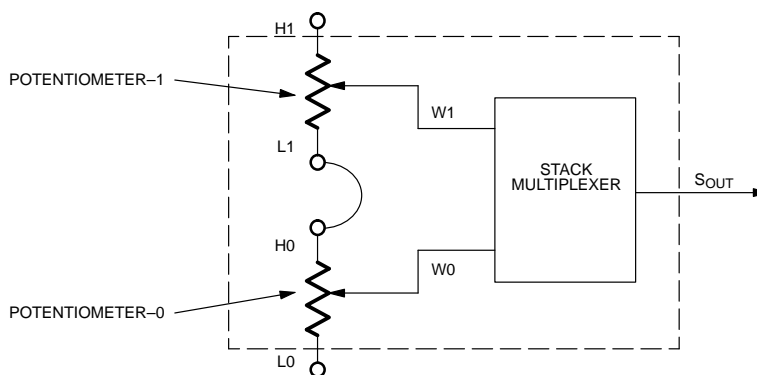 H1
POTENTIOMETER–1
W1
L1
STACK
MULTIPLEXER
SOUT
H0
W0
POTENTIOMETER–0
L0